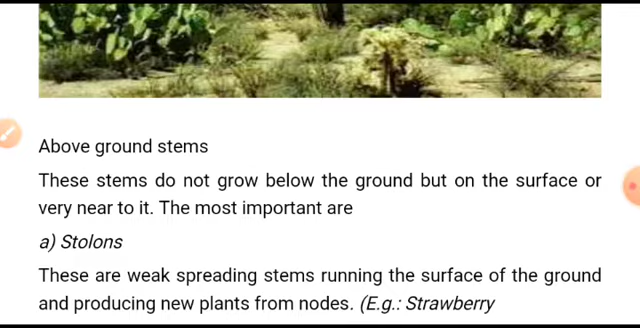 Above ground stems
These stems do not grow below the ground but on the surface or
very near to it. The most important are
a) Stolons
These are weak spreading stems running the surface of the ground
and producing new plants from nodes. (E.g.: Strawberry